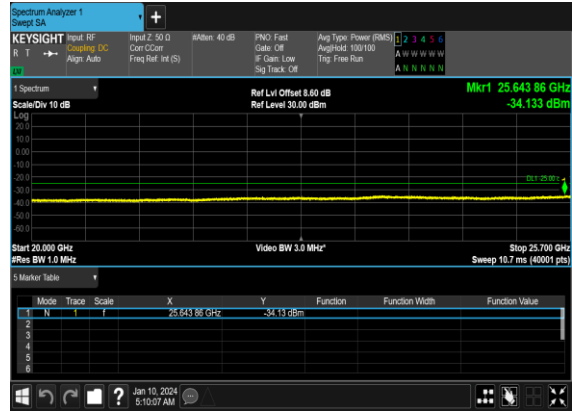 Spectrum Analyzer 1
Swept SA
+
KEYSIGHT Input: RF Input Z: 50 Ω #Atten: 40 dB PNO: Fast Avg Type: Power (RMS) 1 2 3 4 5 6
R T Coupling: DC Corr CCorr Gate: Off Avg|Hold: 100/100 A W W W W W
Align: Auto Freq Ref: Int (S) IF Gain: Low Trig: Free Run
Sig Track: Off A N N N N N
1 Spectrum Ref Lvl Offset 8.60 dB Mkr1 25.643 86 GHz
Scale/Div 10 dB Ref Level 30.00 dBm -34.133 dBm
Log
20.0
10.0
0.00
-10.0
-20.0
DL1 -25.00
-30.0
-40.0
-50.0
-60.0
Start 20.000 GHz Video BW 3.0 MHz* Stop 25.700 GHz
#Res BW 1.0 MHz Sweep 10.7 ms (40001 pts)
5 Marker Table
Mode Trace Scale X Y Function Function Width Function Value
1 N 1 f 25.643 86 GHz -34.13 dBm
2
3
4
5
6
? Jan 10, 2024
5:10:07 AM